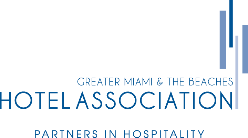 GREATER MIAMI & THE BEACHES
HOTEL ASSOCIATION
PARTNERS IN HOSPITALITY